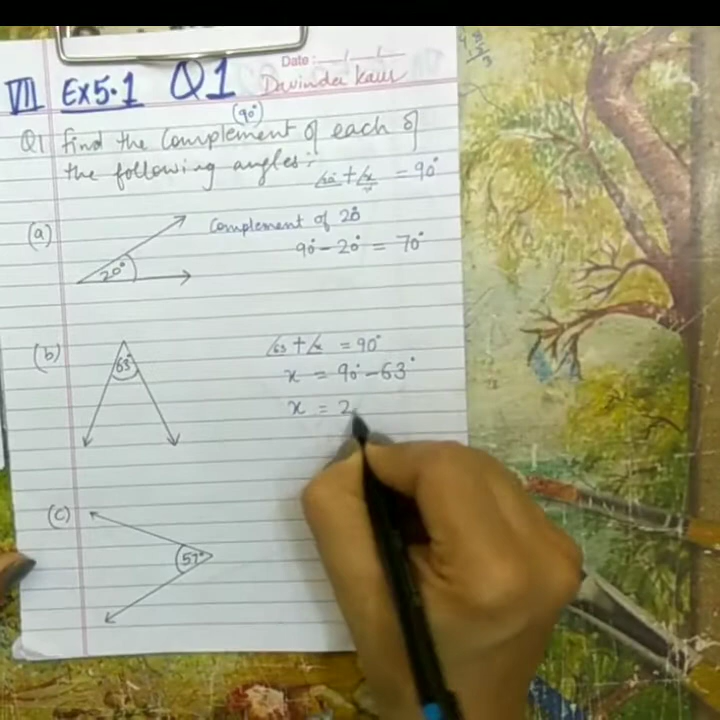 Date:
VII Ex5.1 Q1 Davinder Kaur
(90°)
Q1 Find the Complement of each of
the following angles:-
∠20° + ∠x = 90°
(a) 20° Complement of 20°
90° - 20° = 70°
(b) 63° ∠63 + ∠x = 90°
x = 90° - 63°
x = 2
(c) 57°